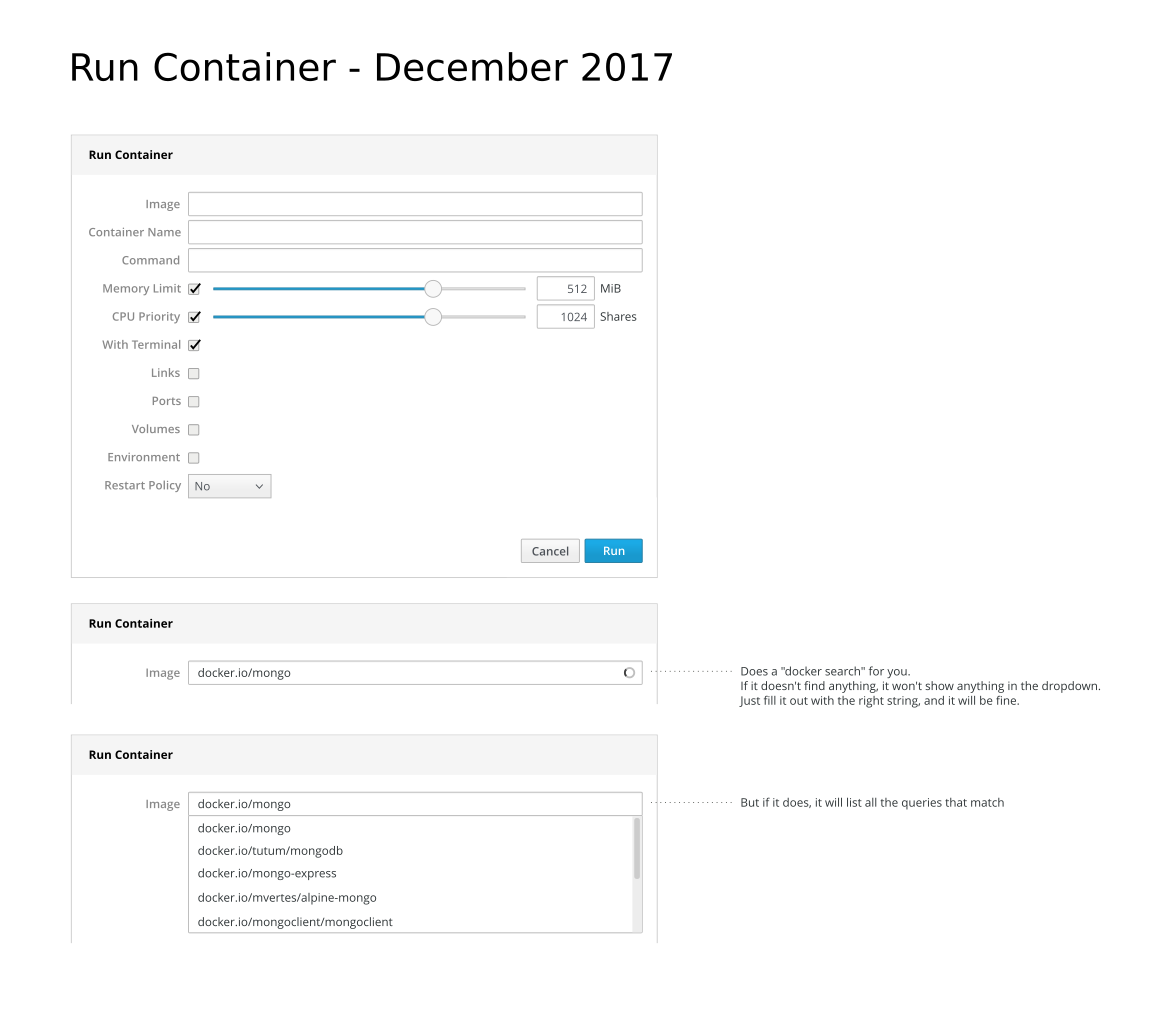 Run Container - December 2017
Run Container
Image
Container Name
Command
Memory Limit 512 MiB
CPU Priority 1024 Shares
With Terminal
Links
Ports
Volumes
Environment
Restart Policy No
Cancel Run
Run Container
Image docker.io/mongo
Does a "docker search" for you.
If it doesn't find anything, it won't show anything in the dropdown.
Just fill it out with the right string, and it will be fine.
Run Container
Image docker.io/mongo
But if it does, it will list all the queries that match
docker.io/mongo
docker.io/tutum/mongodb
docker.io/mongo-express
docker.io/mvertes/alpine-mongo
docker.io/mongoclient/mongoclient